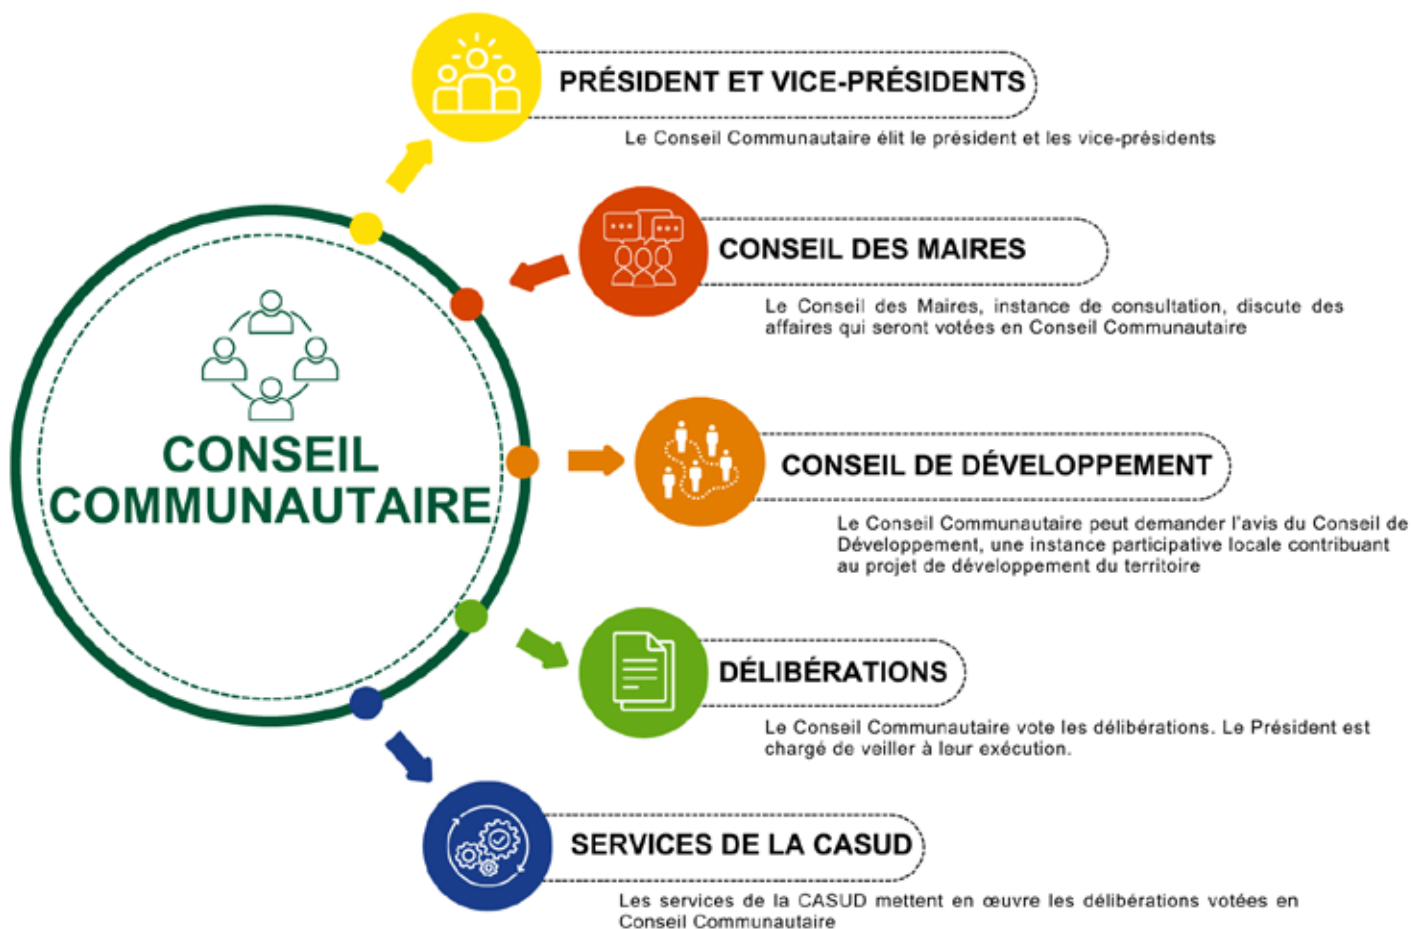 PRÉSIDENT ET VICE-PRÉSIDENTS
Le Conseil Communautaire élit le président et les vice-présidents
CONSEIL DES MAIRES
Le Conseil des Maires, instance de consultation, discute des
affaires qui seront votées en Conseil Communautaire
CONSEIL
COMMUNAUTAIRE
CONSEIL DE DÉVELOPPEMENT
Le Conseil Communautaire peut demander l'avis du Conseil de
Développement, une instance participative locale contribuant
au projet de développement du territoire
DÉLIBÉRATIONS
Le Conseil Communautaire vote les délibérations. Le Président est
chargé de veiller à leur exécution.
SERVICES DE LA CASUD
Les services de la CASUD mettent en œuvre les délibérations votées en
Conseil Communautaire